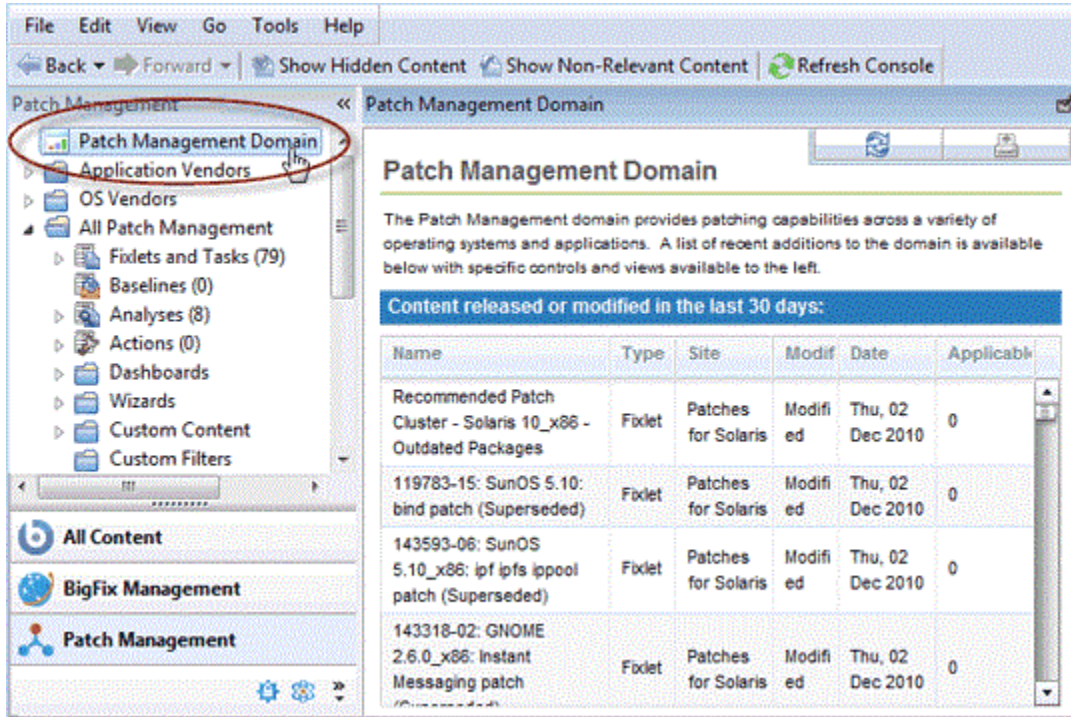 File Edit View Go Tools Help
Back Forward Show Hidden Content Show Non-Relevant Content Refresh Console
Patch Management
Patch Management Domain
Application Vendors
OS Vendors
All Patch Management
Fixlets and Tasks (79)
Baselines (0)
Analyses (8)
Actions (0)
Dashboards
Wizards
Custom Content
Custom Filters
All Content
BigFix Management
Patch Management
Patch Management Domain
Patch Management Domain
The Patch Management domain provides patching capabilities across a variety of
operating systems and applications. A list of recent additions to the domain is available
below with specific controls and views available to the left.
Content released or modified in the last 30 days:
Name Type Site Modif Date Applicabl
Recommended Patch
Cluster - Solaris 10_x86 -
Outdated Packages
Fixlet
Patches
for Solaris
Modifi
ed
Thu, 02
Dec 2010
0
119783-15: SunOS 5.10:
bind patch (Superseded)
Fixlet
Patches
for Solaris
Modifi
ed
Thu, 02
Dec 2010
0
143593-06: SunOS
5.10_x86: ipf ipfs ippool
patch (Superseded)
Fixlet
Patches
for Solaris
Modifi
ed
Thu, 02
Dec 2010
0
143318-02: GNOME
2.6.0_x86: Instant
Messaging patch
Fixlet
Patches
for Solaris
Modifi
ed
Thu, 02
Dec 2010
0